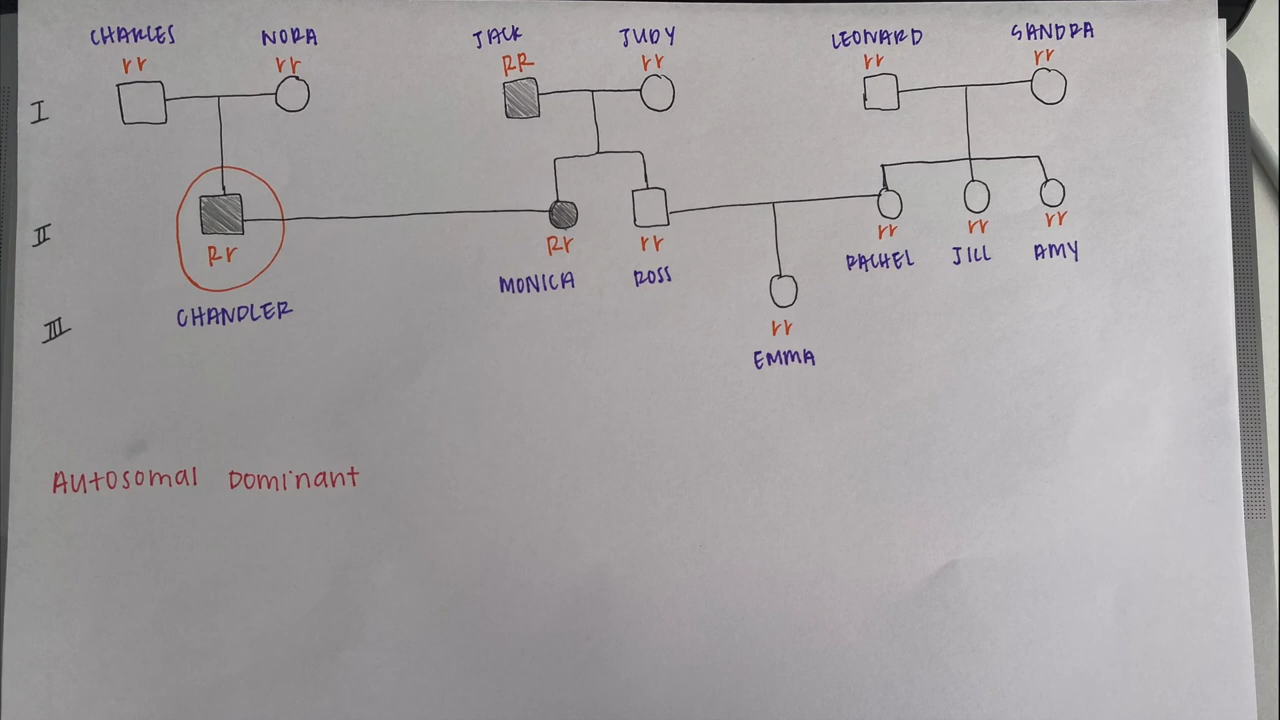 CHARLES NORA JACK JUDY LEONARD SANDRA
rr rr RR rr rr rr
I
II
Rr Rr rr rr rr rr
CHANDLER MONICA ROSS RACHEL JILL AMY
III
rr
EMMA
Autosomal Dominant